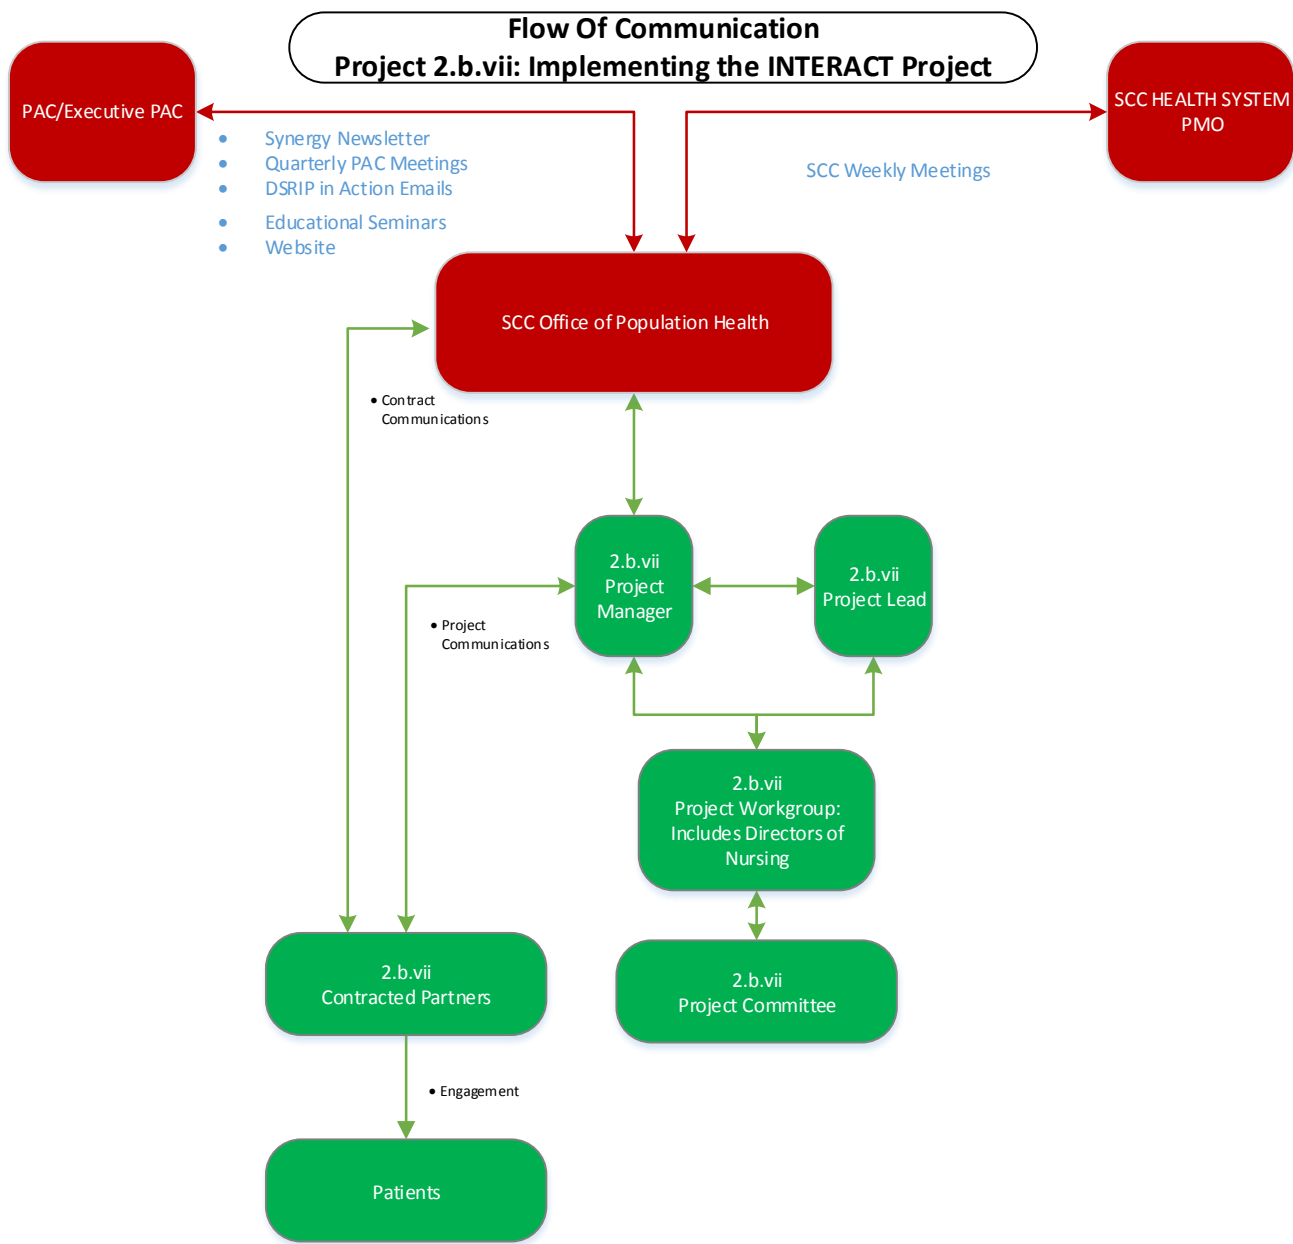 Flow Of Communication
Project 2.b.vii: Implementing the INTERACT Project
PAC/Executive PAC
SCC HEALTH SYSTEM
PMO
• Synergy Newsletter
• Quarterly PAC Meetings
• DSRIP in Action Emails
• Educational Seminars
• Website
SCC Weekly Meetings
SCC Office of Population Health
• Contract
Communications
2.b.vii
Project
Manager
2.b.vii
Project Lead
• Project
Communications
2.b.vii
Project Workgroup:
Includes Directors of
Nursing
2.b.vii
Contracted Partners
2.b.vii
Project Committee
• Engagement
Patients